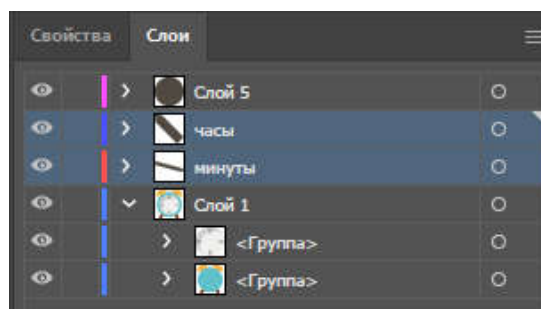 Свойства Слои
Слой 5
часы
минуты
Слой 1
<Группа>
<Группа>